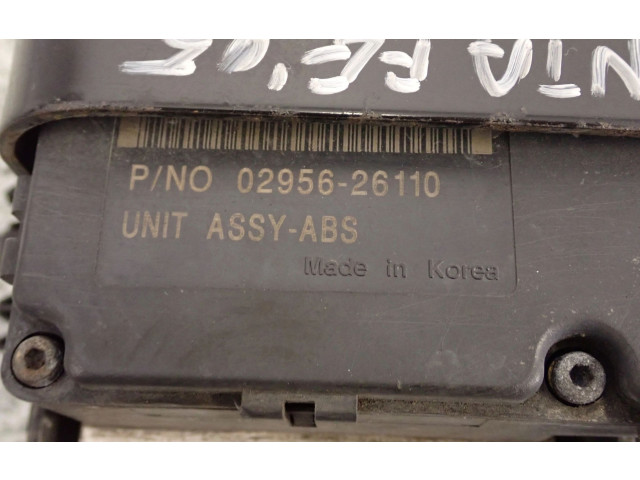 P/NO 02956-26110
UNIT ASSY-ABS
Made in Korea